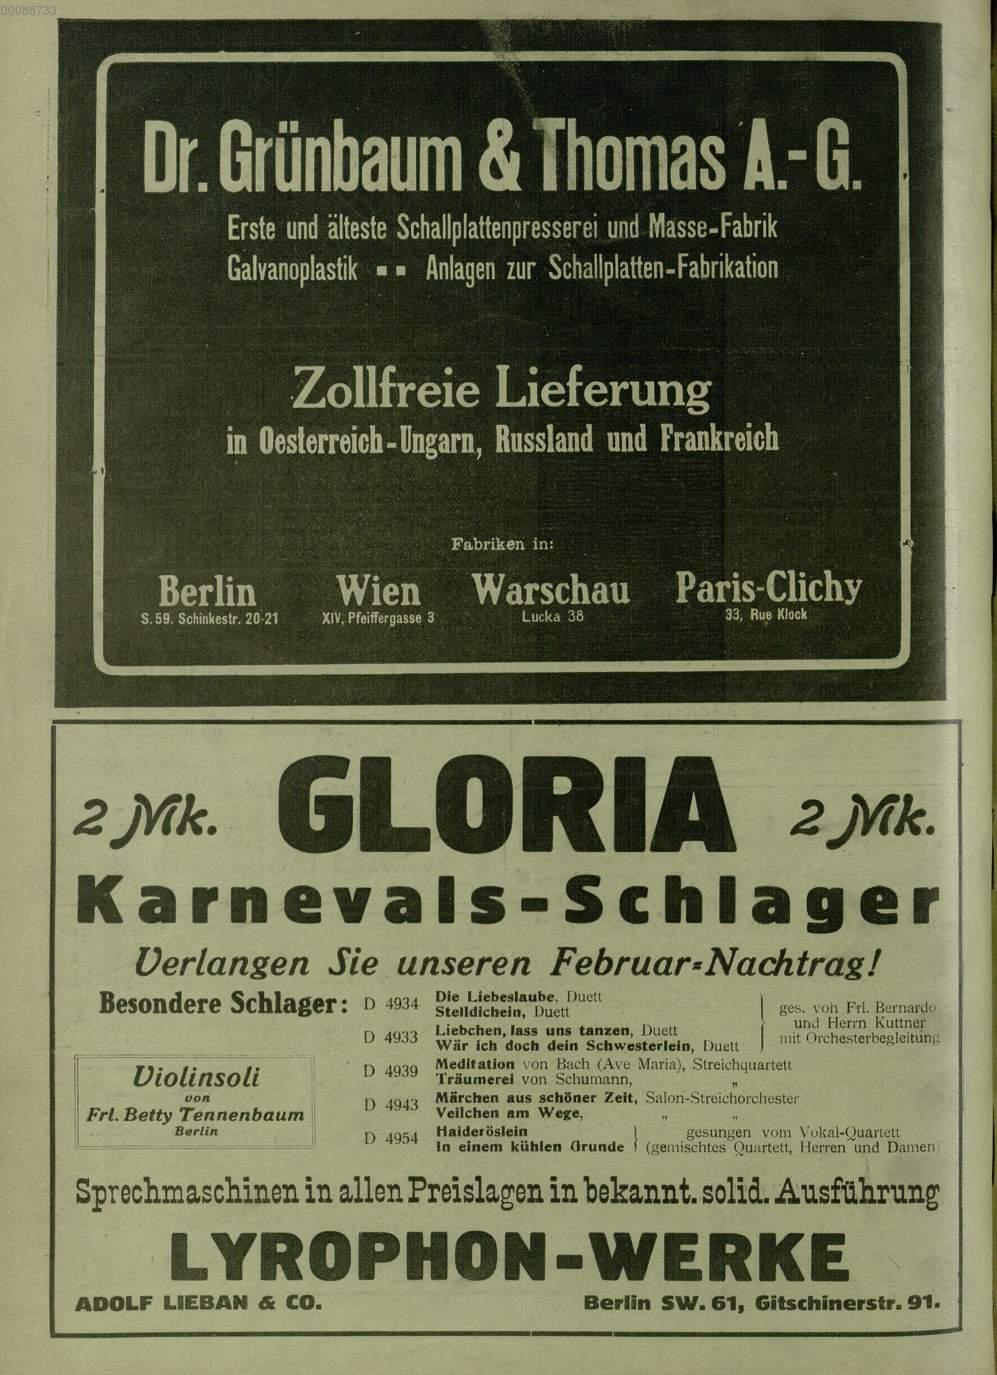 00088733
Dr. Grünbaum & Thomas A.-G.
Erste und älteste Schallplattenpresserei und Masse-Fabrik
Galvanoplastik ▪▪ Anlagen zur Schallplatten-Fabrikation
Zollfreie Lieferung
in Oesterreich-Ungarn, Russland und Frankreich
Fabriken in:
Berlin Wien Warschau Paris-Clichy
S. 59. Schinkestr. 20-21 XIV, Pfeiffergasse 3 Lucka 38 33, Rue Klock
2 Mk. GLORIA 2 Mk.
Karnevals-Schlager
Verlangen Sie unseren Februar-Nachtrag!
Besondere Schlager: D 4934 Die Liebeslaube, Duett
Stelldichein, Duett
D 4933 Liebchen, lass uns tanzen, Duett
Wär ich doch dein Schwesterlein, Duett
ges. von Frl. Bernardo
und Herrn Kuttner
mit Orchesterbegleitung
D 4939 Meditation von Bach (Ave Maria), Streichquartett
Träumerei von Schumann, „
D 4943 Märchen aus schöner Zeit, Salon-Streichorchester
Veilchen am Wege, „ „
D 4954 Haideröslein
In einem kühlen Grunde
gesungen vom Vokal-Quartett
(gemischtes Quartett, Herren und Damen)
Violinsoli
von
Frl. Betty Tennenbaum
Berlin
Sprechmaschinen in allen Preislagen in bekannt. solid. Ausführung
LYROPHON-WERKE
ADOLF LIEBAN & CO. Berlin SW. 61, Gitschinerstr. 91.